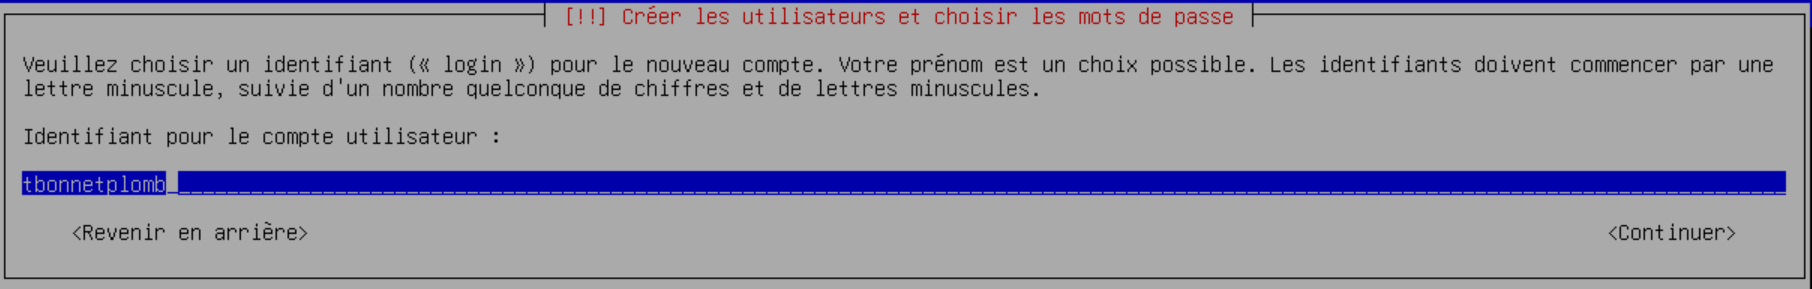 [!!] Créer les utilisateurs et choisir les mots de passe
Veuillez choisir un identifiant (« login ») pour le nouveau compte. Votre prénom est un choix possible. Les identifiants doivent commencer par une
lettre minuscule, suivie d'un nombre quelconque de chiffres et de lettres minuscules.
Identifiant pour le compte utilisateur :
tbonnetplomb
<Revenir en arrière> <Continuer>